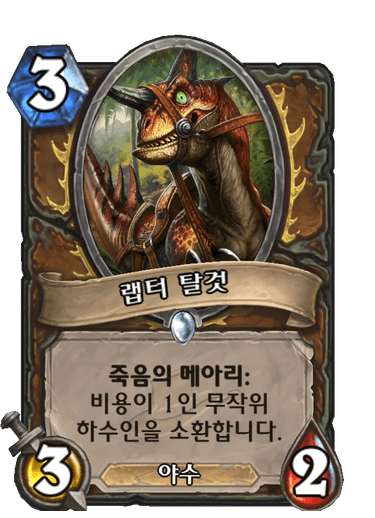 3
랩터 탈것
죽음의 메아리:
비용이 1인 무작위
하수인을 소환합니다.
3
야수
2